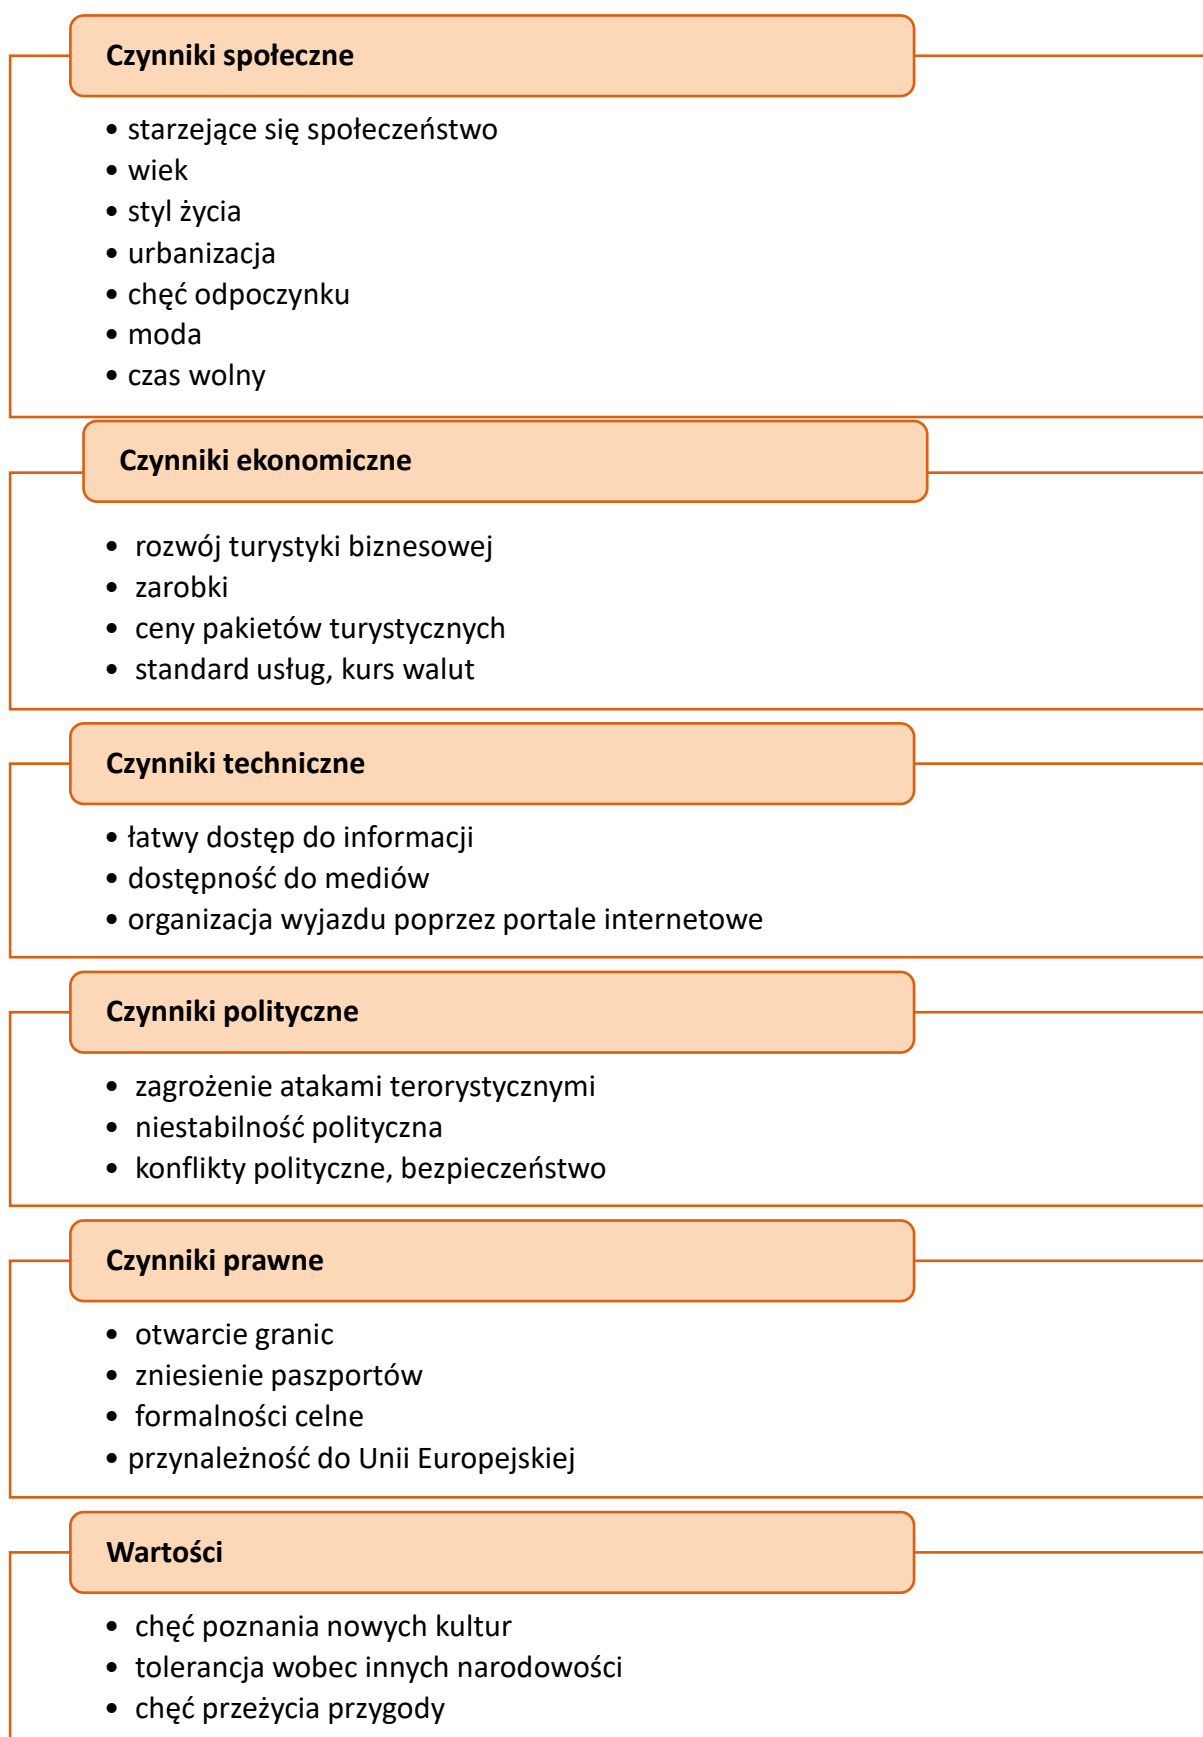 Czynniki społeczne
• starzejące się społeczeństwo
• wiek
• styl życia
• urbanizacja
• chęć odpoczynku
• moda
• czas wolny
Czynniki ekonomiczne
• rozwój turystyki biznesowej
• zarobki
• ceny pakietów turystycznych
• standard usług, kurs walut
Czynniki techniczne
• łatwy dostęp do informacji
• dostępność do mediów
• organizacja wyjazdu poprzez portale internetowe
Czynniki polityczne
• zagrożenie atakami terorystycznymi
• niestabilność polityczna
• konflikty polityczne, bezpieczeństwo
Czynniki prawne
• otwarcie granic
• zniesienie paszportów
• formalności celne
• przynależność do Unii Europejskiej
Wartości
• chęć poznania nowych kultur
• tolerancja wobec innych narodowości
• chęć przeżycia przygody